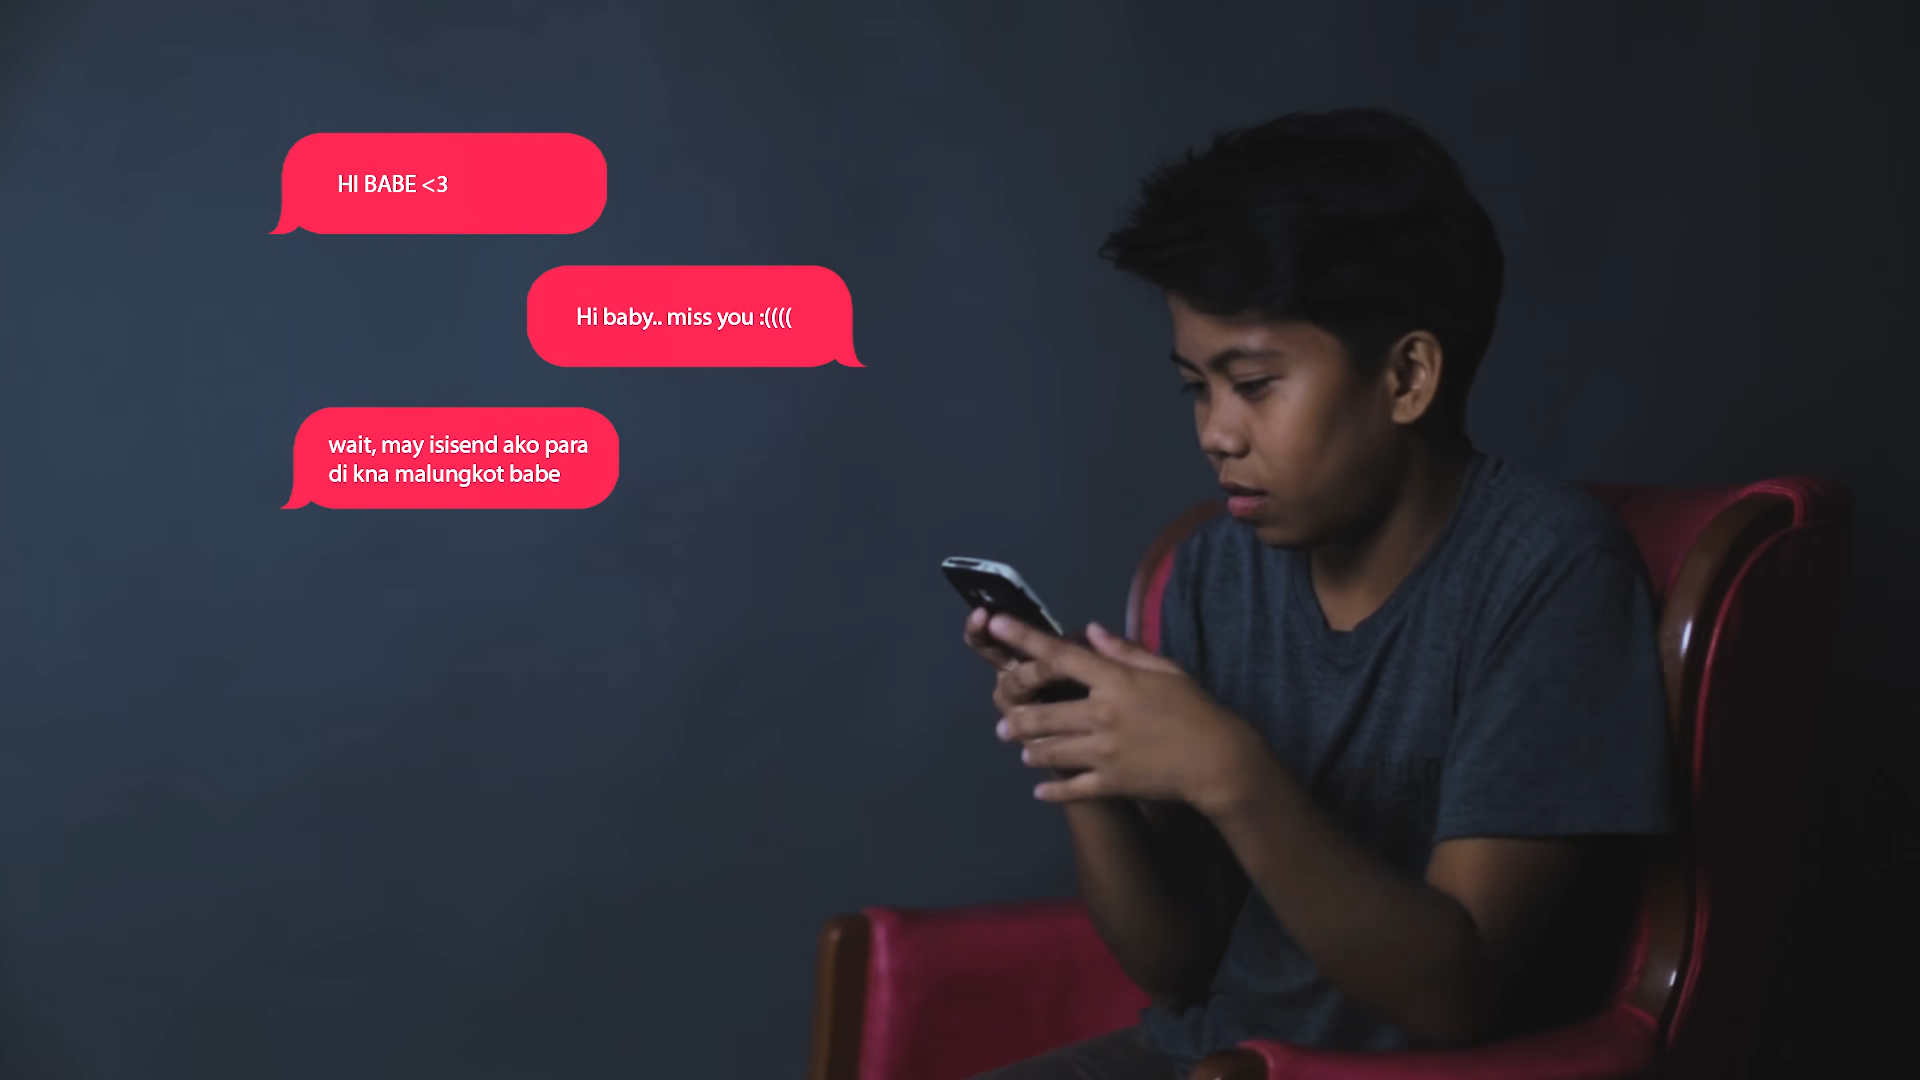 HI BABE <3
Hi baby.. miss you :((((
wait, may isisend ako para
di kna malungkot babe